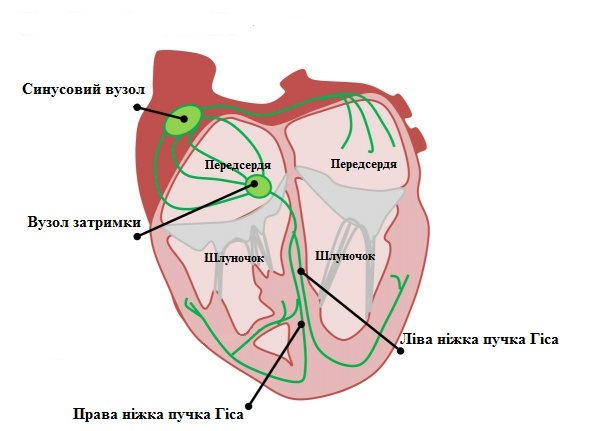 Синусовий вузол
Передсердя
Передсердя
Вузол затримки
Шлуночок
Шлуночок
Ліва ніжка пучка Гіса
Права ніжка пучка Гіса